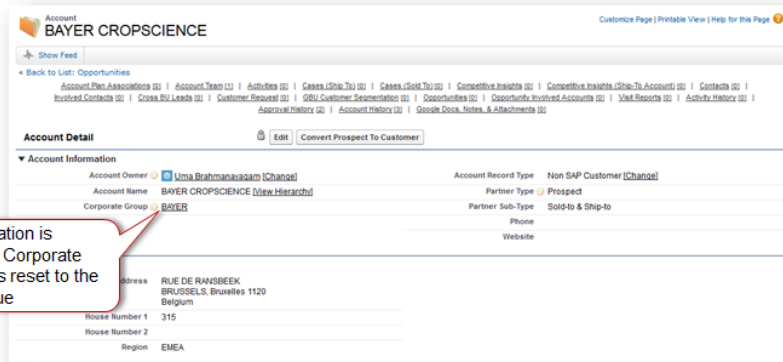 Account
BAYER CROPSCIENCE
Customize Page | Printable View | Help for this Page
Show Feed
« Back to List: Opportunities
Account Plan Associations [0] | Account Team [1] | Activities [0] | Cases (Ship To) [0] | Cases (Sold To) [0] | Competitive Insights [0] | Competitive Insights (Ship-To Account) [0] | Contacts [0] |
Involved Contacts [0] | Cross BU Leads [0] | Customer Request [0] | GBU Customer Segmentation [0] | Opportunities [0] | Opportunity Involved Accounts [0] | Visit Reports [0] | Activity History [0] |
Approval History [2] | Account History [3] | Google Docs, Notes, & Attachments [0]
Account Detail
Edit
Convert Prospect To Customer
Account Information
Account Owner Uma Brahmanayagam [Change]
Account Record Type Non SAP Customer [Change]
Account Name BAYER CROPSCIENCE [View Hierarchy]
Partner Type Prospect
Corporate Group BAYER
Partner Sub-Type Sold-to & Ship-to
Phone
Website
ation is
Corporate
s reset to the
ue
ddress RUE DE RANSBEEK
BRUSSELS, Bruxelles 1120
Belgium
House Number 1 315
House Number 2
Region EMEA